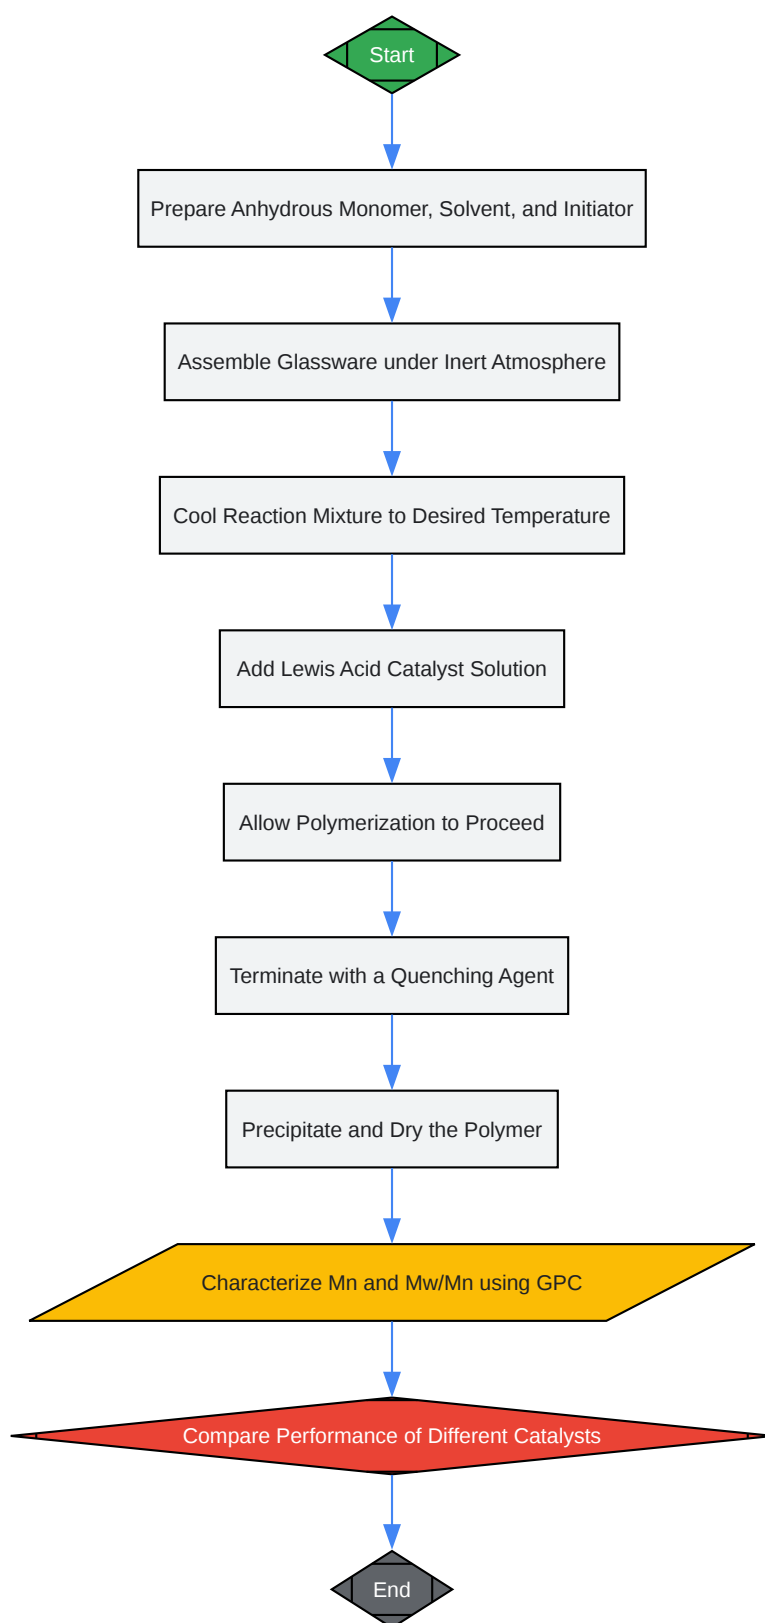 Start
Prepare Anhydrous Monomer, Solvent, and Initiator
Assemble Glassware under Inert Atmosphere
Cool Reaction Mixture to Desired Temperature
Add Lewis Acid Catalyst Solution
Allow Polymerization to Proceed
Terminate with a Quenching Agent
Precipitate and Dry the Polymer
Characterize Mn and Mw/Mn using GPC
Compare Performance of Different Catalysts
End